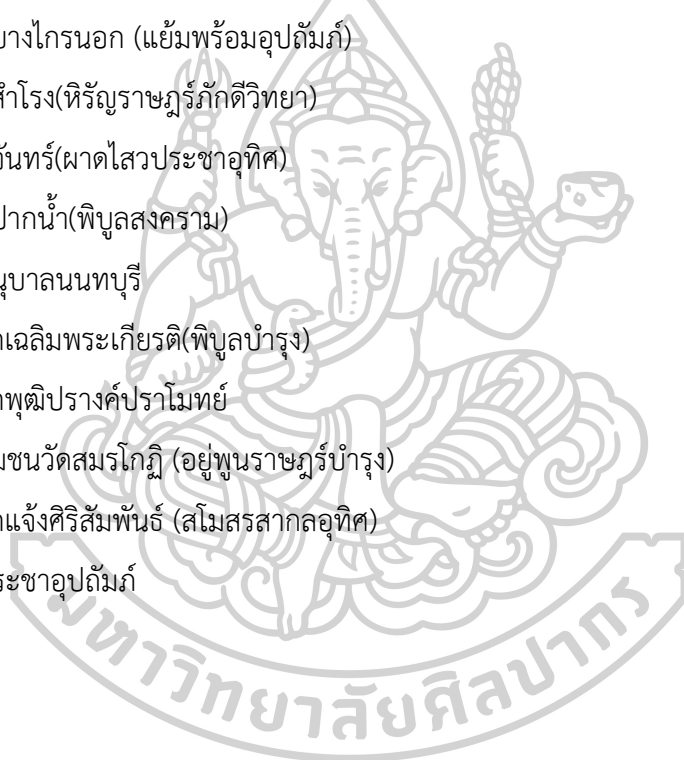 บางไกรนอก (แย้มพร้อมอุปถัมภ์)
สำโรง(หิรัญราษฎร์ภักดีวิทยา)
จันทร์(ผาดไสวประชาอุทิศ)
ปากน้ำ(พิบูลสงคราม)
นุบาลนนทบุรี
เฉลิมพระเกียรติ(พิบูลบำรุง)
พุฒิปรางค์ปราโมทย์
มชนวัดสมรโกฏิ (อยู่พูนราษฎร์บำรุง)
แจ้งศิริสัมพันธ์ (สโมสรสากลอุทิศ)
ระชาอุปถัมภ์
มหาวิทยาลัยศิลปากร